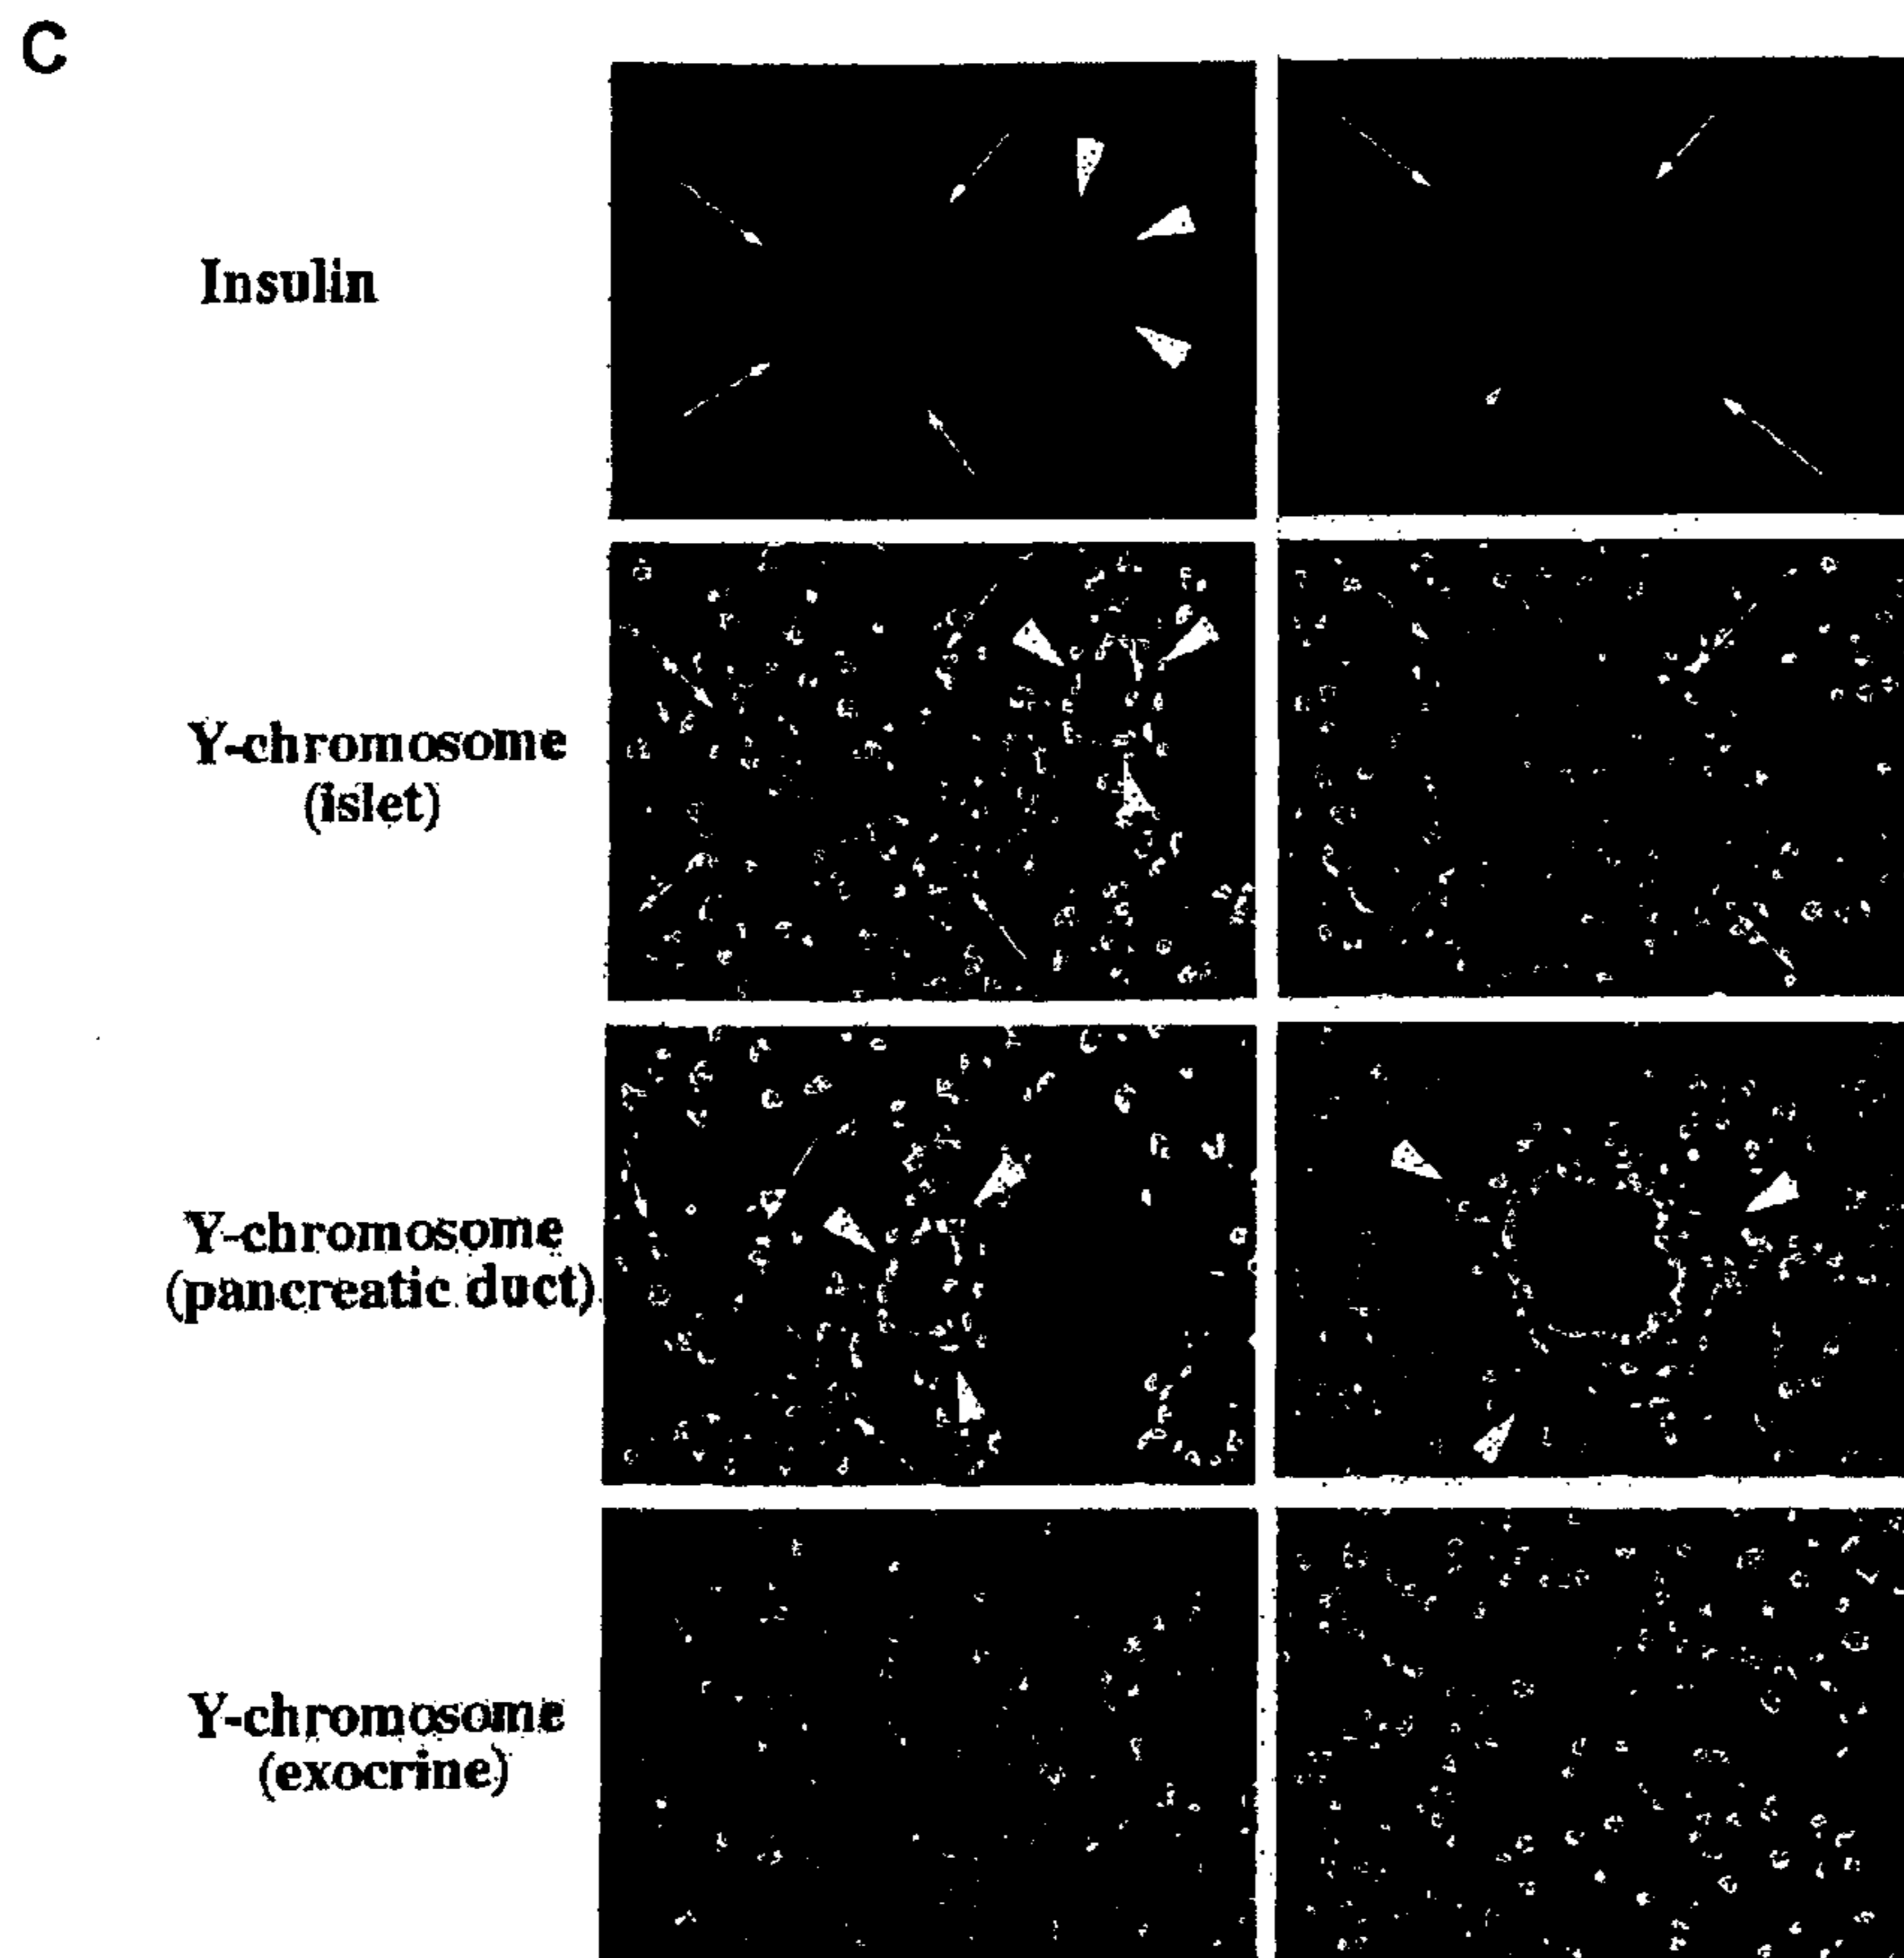 C
Insulin
Y-chromosome
(islet)
Y-chromosome
(pancreatic duct)
Y-chromosome
(exocrine)